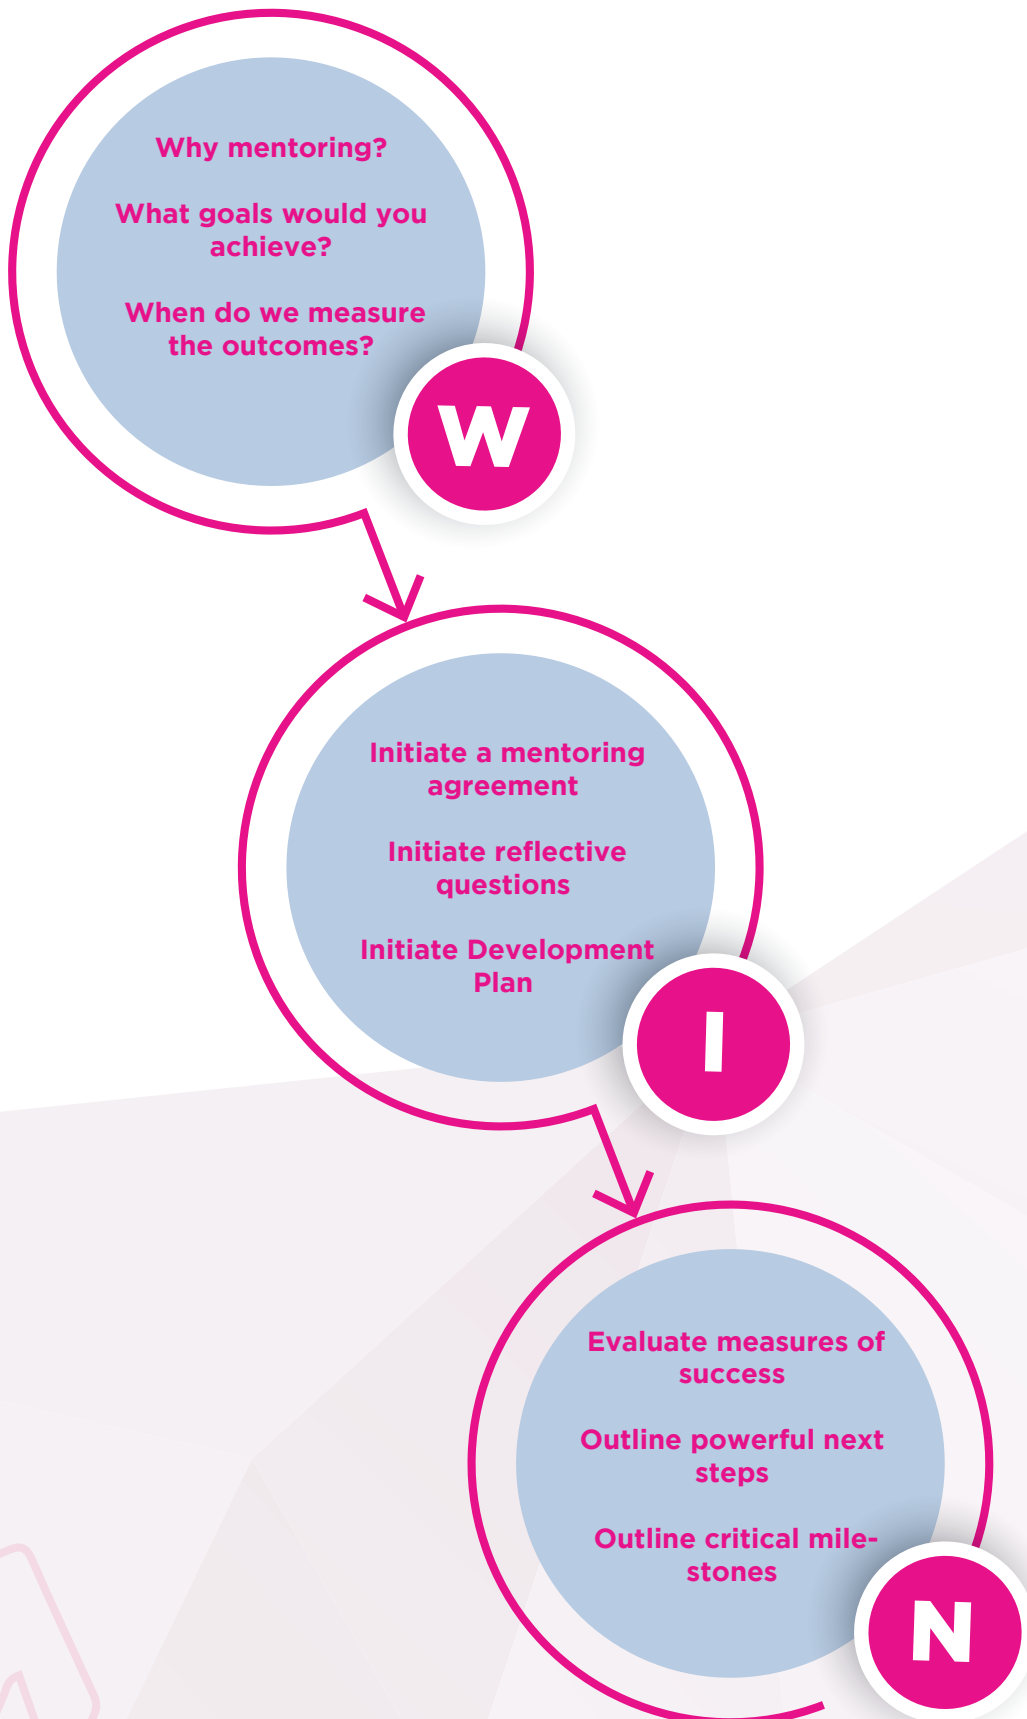 Why mentoring?
What goals would you
achieve?
When do we measure
the outcomes?
W
Initiate a mentoring
agreement
Initiate reflective
questions
Initiate Development
Plan
I
Evaluate measures of
success
Outline powerful next
steps
Outline critical mile-
stones
N